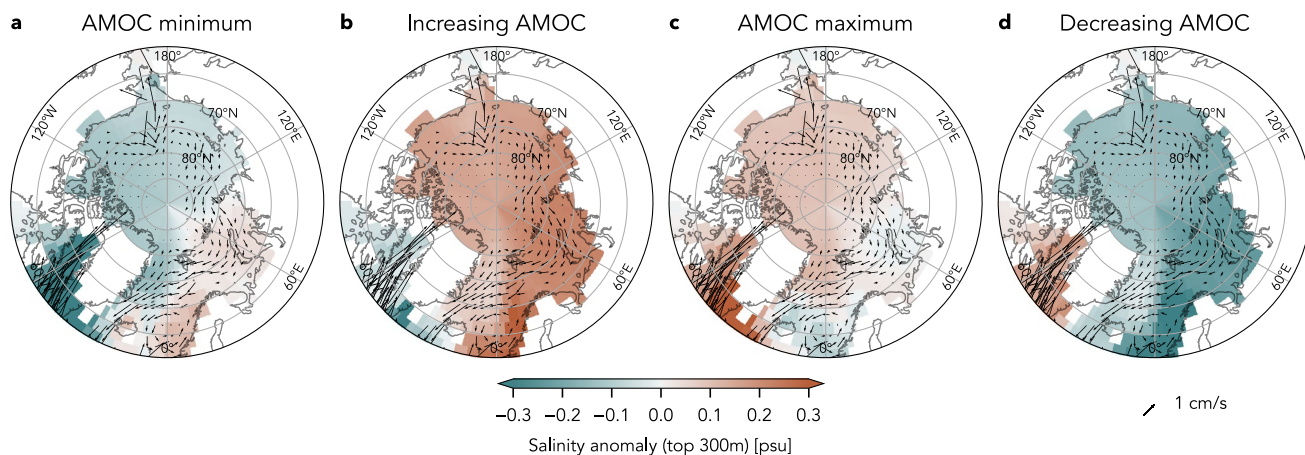 a AMOC minimum
b Increasing AMOC
c AMOC maximum
d Decreasing AMOC
180°
120°W
70°N
120°E
80°N
60°E
0°
180°
120°W
70°N
120°E
80°N
60°E
0°
180°
120°W
70°N
120°E
80°N
60°E
0°
180°
120°W
70°N
120°E
80°N
60°E
0°
−0.3 −0.2 −0.1 0.0 0.1 0.2 0.3
Salinity anomaly (top 300m) [psu]
1 cm/s